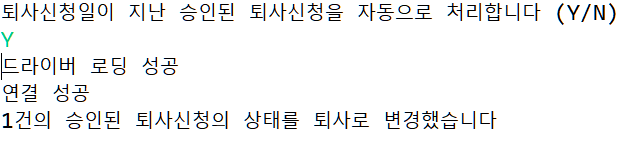 퇴사신청일이 지난 승인된 퇴사신청을 자동으로 처리합니다 (Y/N)
Y
드라이버 로딩 성공
연결 성공
1건의 승인된 퇴사신청의 상태를 퇴사로 변경했습니다